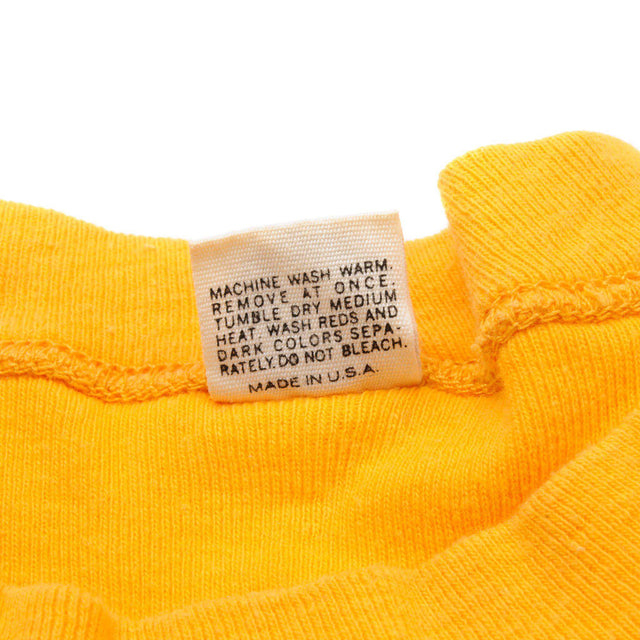 MACHINE WASH WARM.
REMOVE AT ONCE.
TUMBLE DRY MEDIUM
HEAT WASH REDS AND
DARK COLORS SEPA-
RATELY. DO NOT BLEACH.
MADE IN U.S.A.